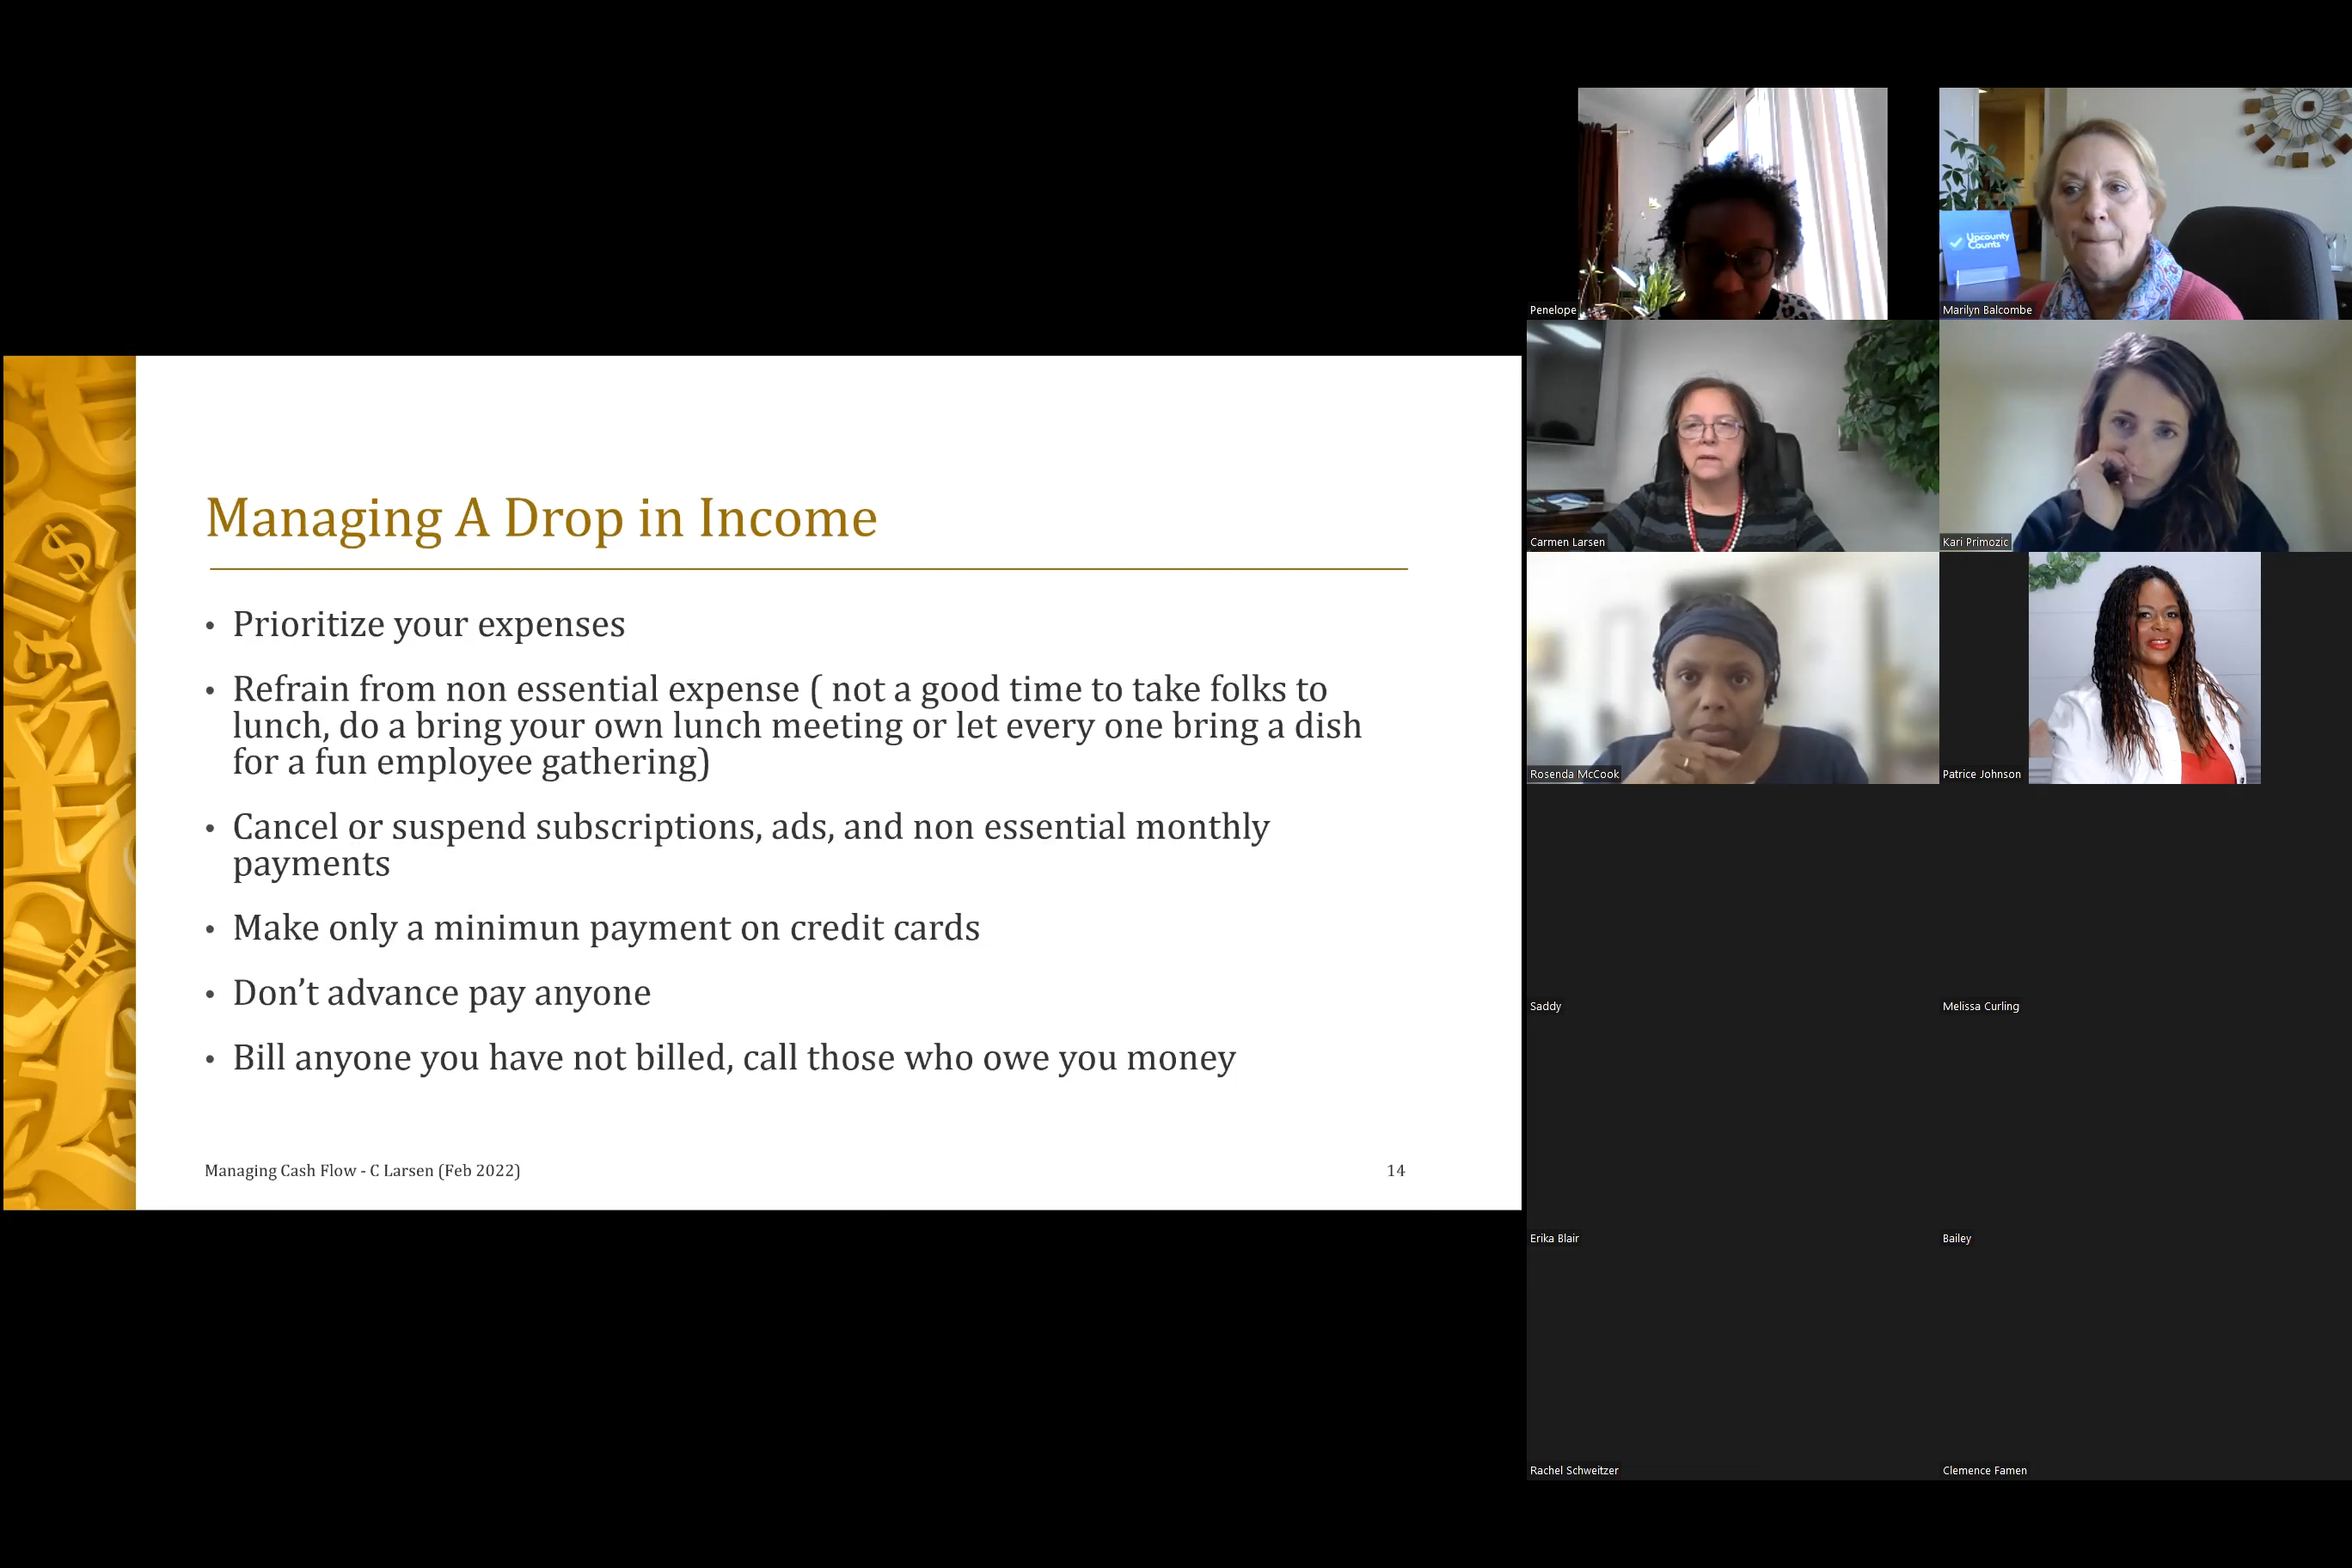 Managing A Drop in Income
• Prioritize your expenses
• Refrain from non essential expense ( not a good time to take folks to
lunch, do a bring your own lunch meeting or let every one bring a dish
for a fun employee gathering)
• Cancel or suspend subscriptions, ads, and non essential monthly
payments
• Make only a minimun payment on credit cards
• Don’t advance pay anyone
• Bill anyone you have not billed, call those who owe you money
Managing Cash Flow - C Larsen (Feb 2022)
14
Penelope
Upcounty
Counts
Marilyn Balcombe
Carmen Larsen
Kari Primozic
Rosenda McCook
Patrice Johnson
Saddy
Melissa Curling
Erika Blair
Bailey
Rachel Schweitzer
Clemence Famen